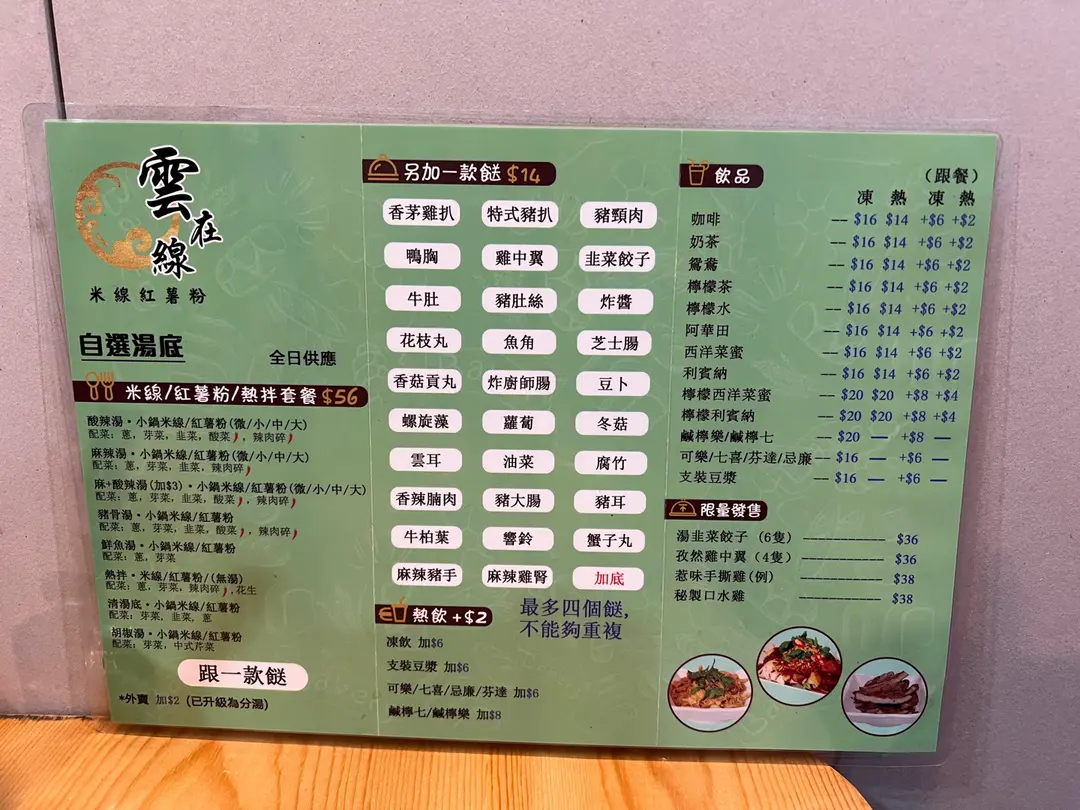 雲在線
米線紅薯粉
自選湯底
全日供應
米線/紅薯粉/熱拌套餐 $56
酸辣湯・小鍋米線/紅薯粉(微/小/中/大)
配菜: 蔥, 芽菜, 韭菜, 酸菜, 辣肉碎
麻辣湯・小鍋米線/紅薯粉(微/小/中/大)
配菜: 蔥, 芽菜, 韭菜, 辣肉碎
麻+酸辣湯(加$3)・小鍋米線/紅薯粉(微/小/中/大)
配菜: 蔥, 芽菜, 韭菜, 酸菜, 辣肉碎
豬骨湯・小鍋米線/紅薯粉
配菜: 蔥, 芽菜, 韭菜, 酸菜, 辣肉碎
鮮魚湯・小鍋米線/紅薯粉
配菜: 蔥, 芽菜
熱拌・米線/紅薯粉/(無湯)
配菜: 蔥, 芽菜, 辣肉碎, 花生
清湯底・小鍋米線/紅薯粉
配菜: 芽菜, 韭菜, 蔥
胡椒湯・小鍋米線/紅薯粉
配菜: 芽菜, 中式芹菜
跟一款餸
*外賣 加$2 (已升級為分湯)
另加一款餸 $14
香茅雞扒 特式豬扒 豬頸肉
鴨胸 雞中翼 韭菜餃子
牛肚 豬肚絲 炸醬
花枝丸 魚角 芝士腸
香菇貢丸 炸廚師腸 豆卜
螺旋藻 蘿蔔 冬菇
雲耳 油菜 腐竹
香辣腩肉 豬大腸 豬耳
牛柏葉 響鈴 蟹子丸
麻辣豬手 麻辣雞腎 加底
熱飲 +$2
最多四個餸,
不能夠重複
凍飲 加$6
支裝豆漿 加$6
可樂/七喜/忌廉/芬達 加$6
鹹檸七/鹹檸樂 加$8
飲品
(跟餐)
凍 熱 凍 熱
咖啡 -- $16 $14 +$6 +$2
奶茶 -- $16 $14 +$6 +$2
鴛鴦 -- $16 $14 +$6 +$2
檸檬茶 -- $16 $14 +$6 +$2
檸檬水 -- $16 $14 +$6 +$2
阿華田 -- $16 $14 +$6 +$2
西洋菜蜜 -- $16 $14 +$6 +$2
利賓納 -- $16 $14 +$6 +$2
檸檬西洋菜蜜 -- $20 $20 +$8 +$4
檸檬利賓納 -- $20 $20 +$8 +$4
鹹檸樂/鹹檸七 -- $20 — +$8 —
可樂/七喜/芬達/忌廉 -- $16 — +$6 —
支裝豆漿 -- $16 — +$6 —
限量發售
湯韭菜餃子 (6隻) $36
孜然雞中翼 (4隻) $36
惹味手撕雞(例) $38
秘製口水雞 $38